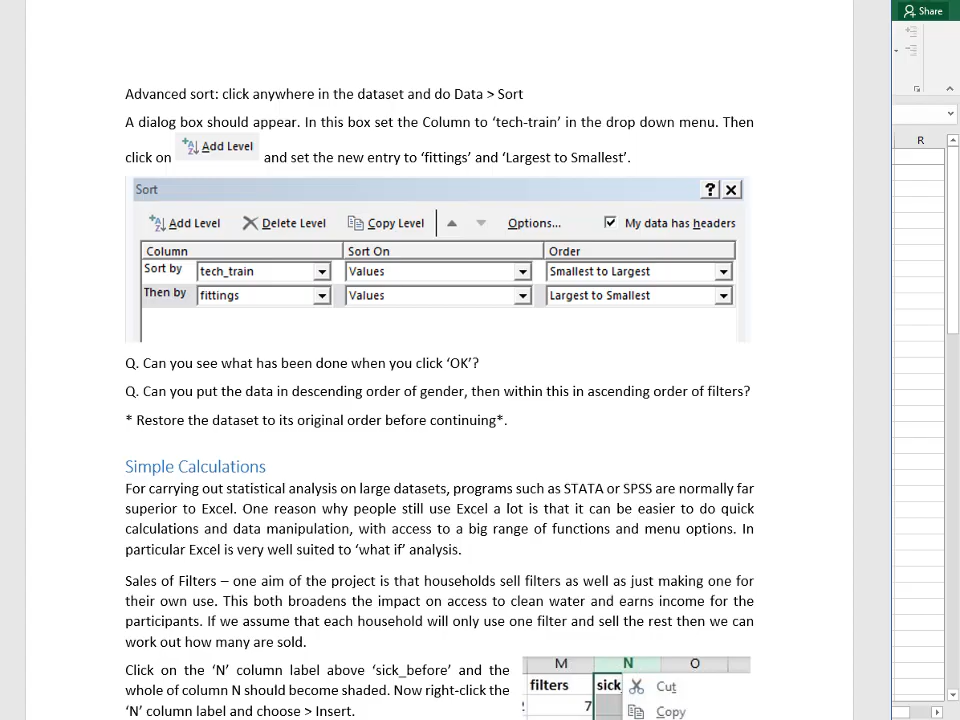 Share
Advanced sort: click anywhere in the dataset and do Data > Sort
A dialog box should appear. In this box set the Column to ‘tech-train’ in the drop down menu. Then
click on Add Level and set the new entry to ‘fittings’ and ‘Largest to Smallest’.
R
Sort ?
Add Level Delete Level Copy Level Options... My data has headers
Column Sort On Order
Sort by tech_train Values Smallest to Largest
Then by fittings Values Largest to Smallest
Q. Can you see what has been done when you click ‘OK’?
Q. Can you put the data in descending order of gender, then within this in ascending order of filters?
* Restore the dataset to its original order before continuing*.
Simple Calculations
For carrying out statistical analysis on large datasets, programs such as STATA or SPSS are normally far
superior to Excel. One reason why people still use Excel a lot is that it can be easier to do quick
calculations and data manipulation, with access to a big range of functions and menu options. In
particular Excel is very well suited to ‘what if’ analysis.
Sales of Filters – one aim of the project is that households sell filters as well as just making one for
their own use. This both broadens the impact on access to clean water and earns income for the
participants. If we assume that each household will only use one filter and sell the rest then we can
work out how many are sold.
Click on the ‘N’ column label above ‘sick_before’ and the
whole of column N should become shaded. Now right-click the
‘N’ column label and choose > Insert.
M N O
filters sick Cut
7 Copy